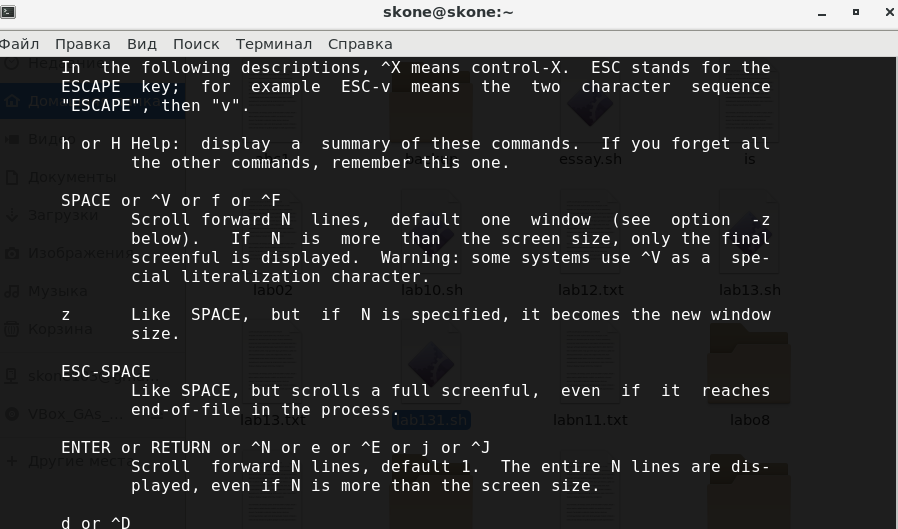 skone@skone:~
Файл Правка Вид Поиск Терминал Справка
In the following descriptions, ^X means control-X. ESC stands for the
ESCAPE key; for example ESC-v means the two character sequence
"ESCAPE", then "v".
h or H Help: display a summary of these commands. If you forget all
the other commands, remember this one.
SPACE or ^V or f or ^F
Scroll forward N lines, default one window (see option -z
below). If N is more than the screen size, only the final
screenful is displayed. Warning: some systems use ^V as a spe-
cial literalization character.
z Like SPACE, but if N is specified, it becomes the new window
size.
ESC-SPACE
Like SPACE, but scrolls a full screenful, even if it reaches
end-of-file in the process.
ENTER or RETURN or ^N or e or ^E or j or ^J
Scroll forward N lines, default 1. The entire N lines are dis-
played, even if N is more than the screen size.
d or ^D
Документы
Загрузки
Изображения
Музыка
Корзина
VBox_GAs_...
Другие
essay.sh
is
lab02
lab10.sh
lab12.txt
lab13.sh
lab13.txt
lab131.sh
labn11.txt
labo8